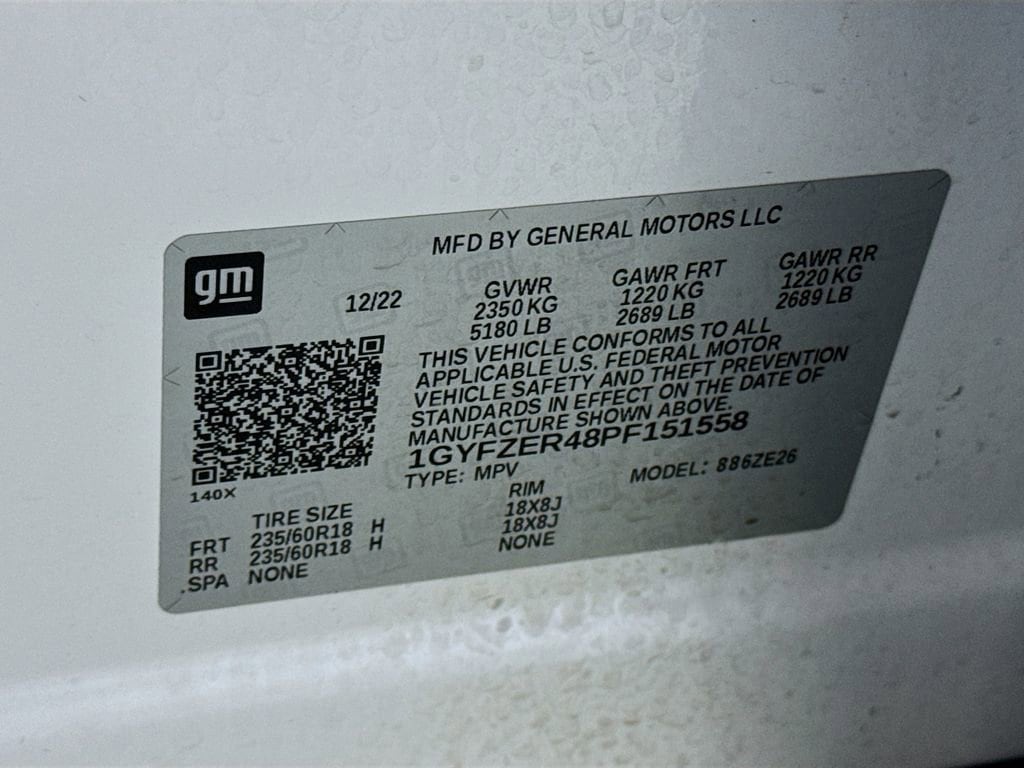 MFD BY GENERAL MOTORS LLC
gm
12/22
GVWR GAWR FRT GAWR RR
2350 KG 1220 KG 1220 KG
5180 LB 2689 LB 2689 LB
THIS VEHICLE CONFORMS TO ALL
APPLICABLE U.S. FEDERAL MOTOR
VEHICLE SAFETY AND THEFT PREVENTION
STANDARDS IN EFFECT ON THE DATE OF
MANUFACTURE SHOWN ABOVE.
1GYFZER48PF151558
TYPE: MPV MODEL: 886ZE26
140X
TIRE SIZE RIM
FRT 235/60R18 H 18X8J
RR 235/60R18 H 18X8J
.SPA NONE NONE